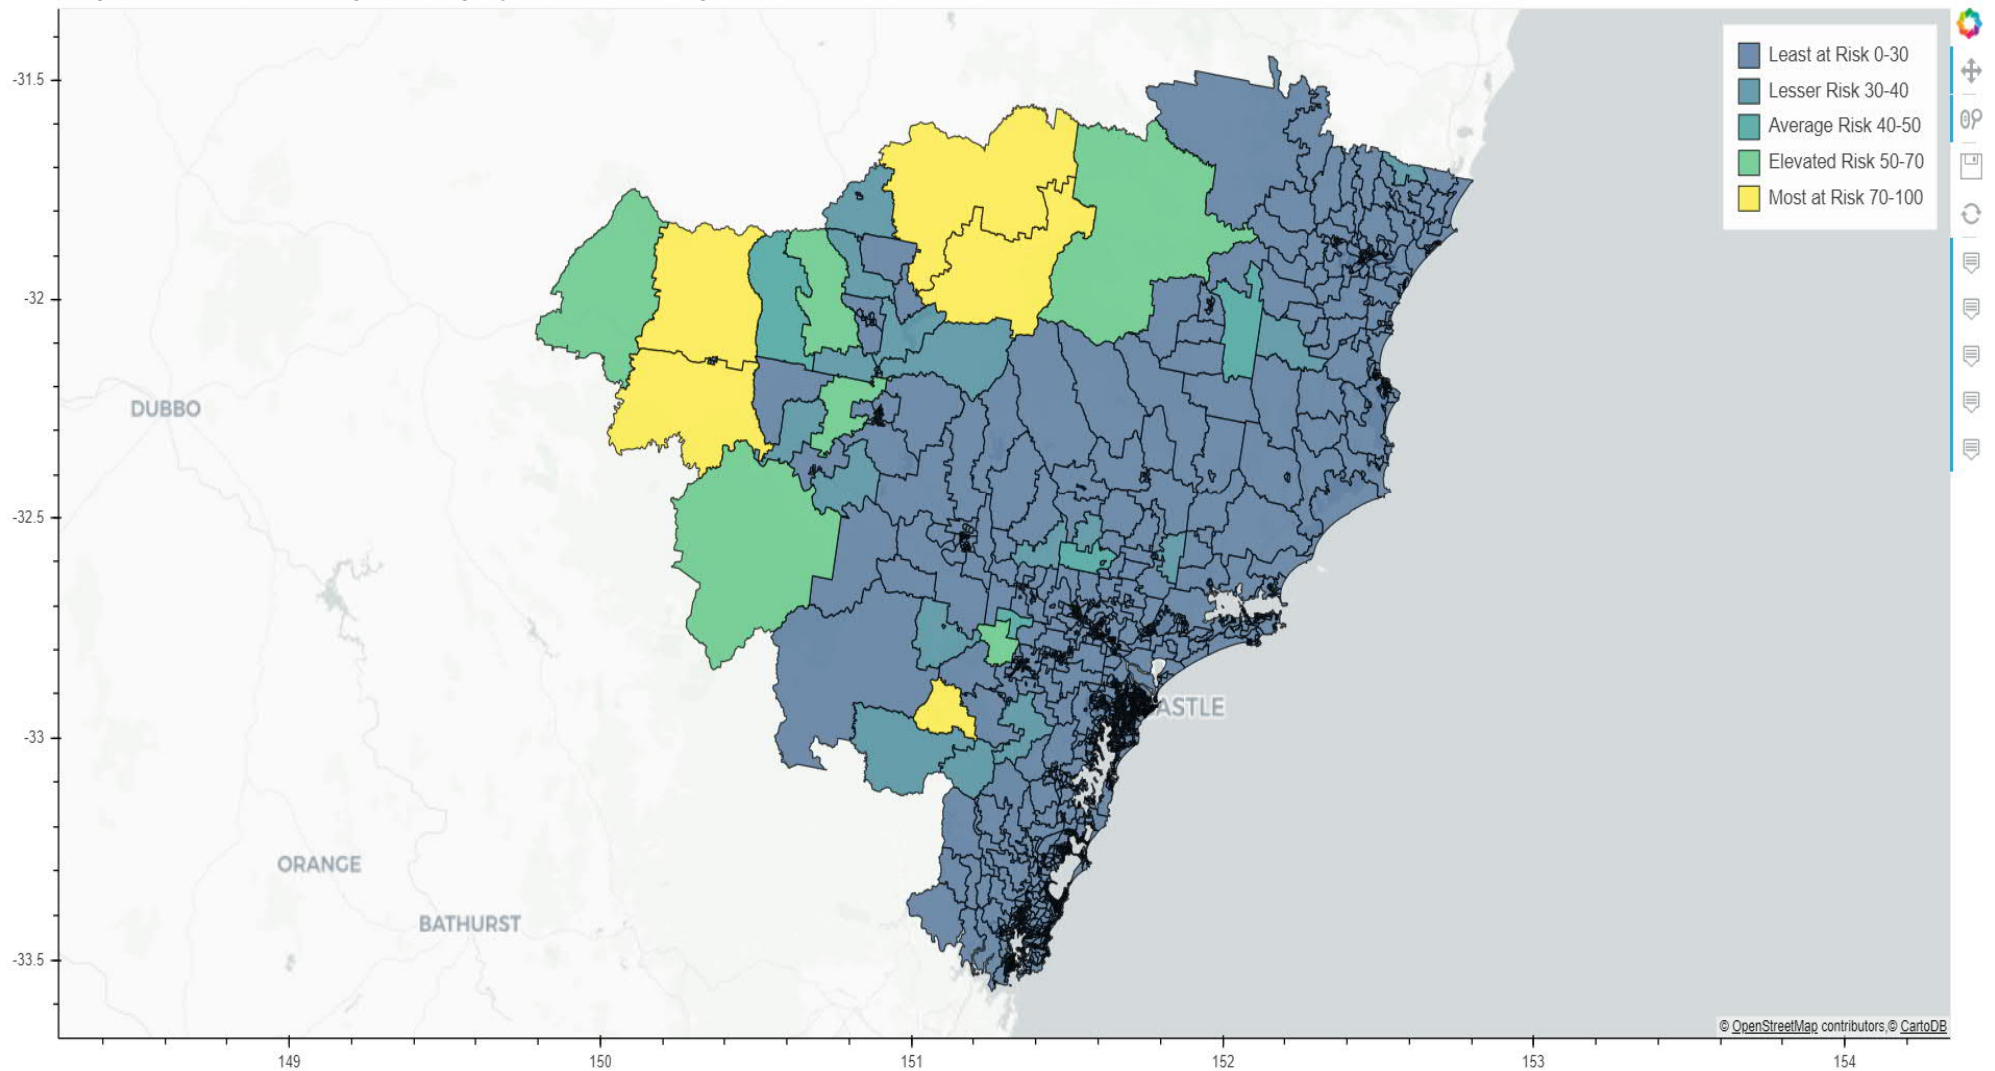 Least at Risk 0-30
Lesser Risk 30-40
Average Risk 40-50
Elevated Risk 50-70
Most at Risk 70-100
-31.5
-32
-32.5
-33
-33.5
DUBBO
ASTLE
ORANGE
BATHURST
© OpenStreetMap contributors,© CartoDB
149
150
151
152
153
154